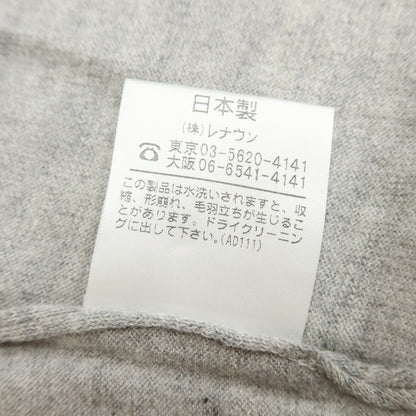 日本製
(株)レナウン
☎東京03-5620-4141
大阪06-6541-4141
この製品は水洗いされますと、収
縮、形崩れ、毛羽立ちが生じるこ
とがあります。ドライクリーニン
グに出して下さい。(AD111)